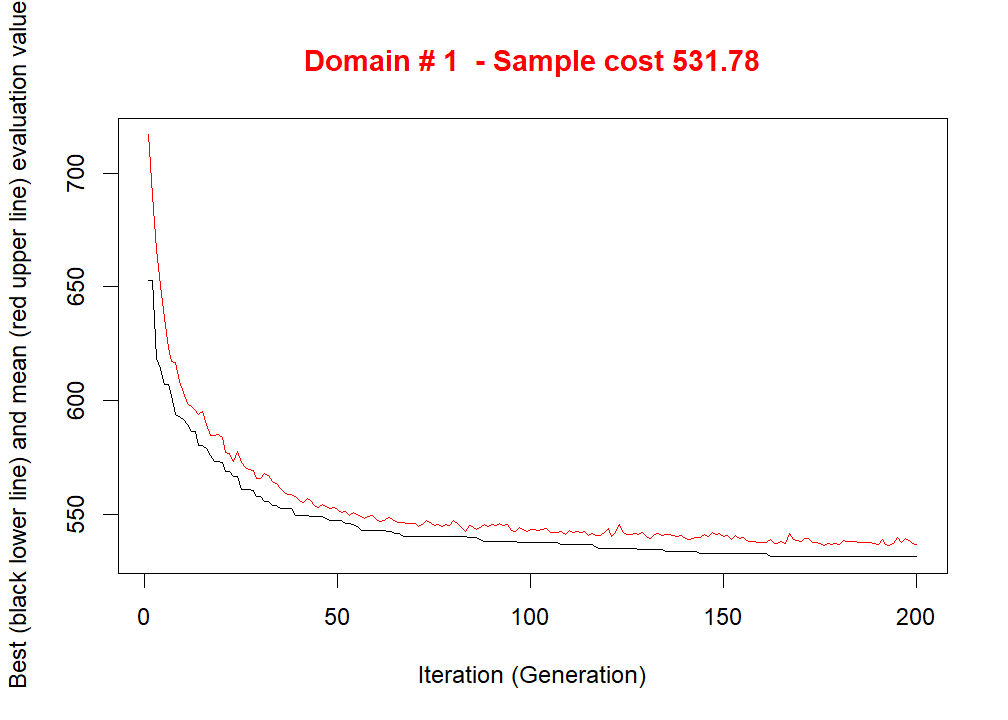 Domain # 1  - Sample cost 531.78
Best (black lower line) and mean (red upper line) evaluation value
700
650
600
550
0 50 100 150 200
Iteration (Generation)